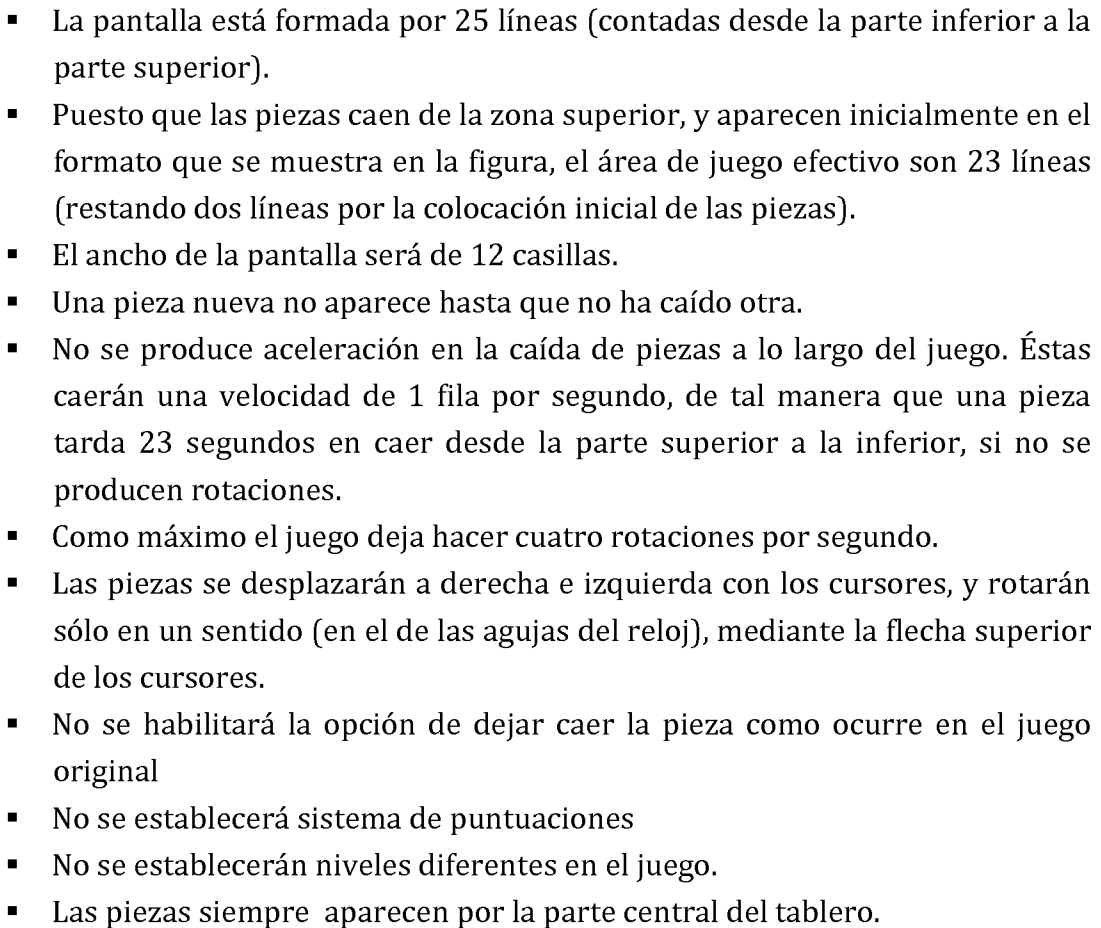 ▪ La pantalla está formada por 25 líneas (contadas desde la parte inferior a la
parte superior).
▪ Puesto que las piezas caen de la zona superior, y aparecen inicialmente en el
formato que se muestra en la figura, el área de juego efectivo son 23 líneas
(restando dos líneas por la colocación inicial de las piezas).
▪ El ancho de la pantalla será de 12 casillas.
▪ Una pieza nueva no aparece hasta que no ha caído otra.
▪ No se produce aceleración en la caída de piezas a lo largo del juego. Éstas
caerán una velocidad de 1 fila por segundo, de tal manera que una pieza
tarda 23 segundos en caer desde la parte superior a la inferior, si no se
producen rotaciones.
▪ Como máximo el juego deja hacer cuatro rotaciones por segundo.
▪ Las piezas se desplazarán a derecha e izquierda con los cursores, y rotarán
sólo en un sentido (en el de las agujas del reloj), mediante la flecha superior
de los cursores.
▪ No se habilitará la opción de dejar caer la pieza como ocurre en el juego
original
▪ No se establecerá sistema de puntuaciones
▪ No se establecerán niveles diferentes en el juego.
▪ Las piezas siempre  aparecen por la parte central del tablero.